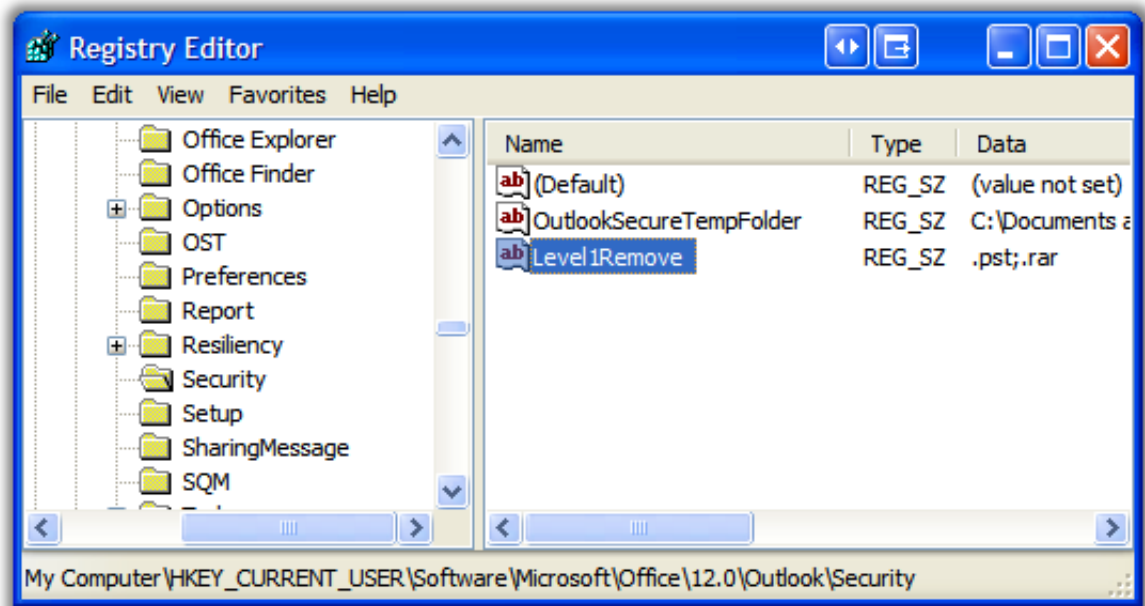 Registry Editor
File Edit View Favorites Help
Office Explorer
Office Finder
Options
OST
Preferences
Report
Resiliency
Security
Setup
SharingMessage
SQM
Name Type Data
ab (Default) REG_SZ (value not set)
ab OutlookSecureTempFolder REG_SZ C:\Documents a
ab Level1Remove REG_SZ .pst;.rar
My Computer\HKEY_CURRENT_USER\Software\Microsoft\Office\12.0\Outlook\Security